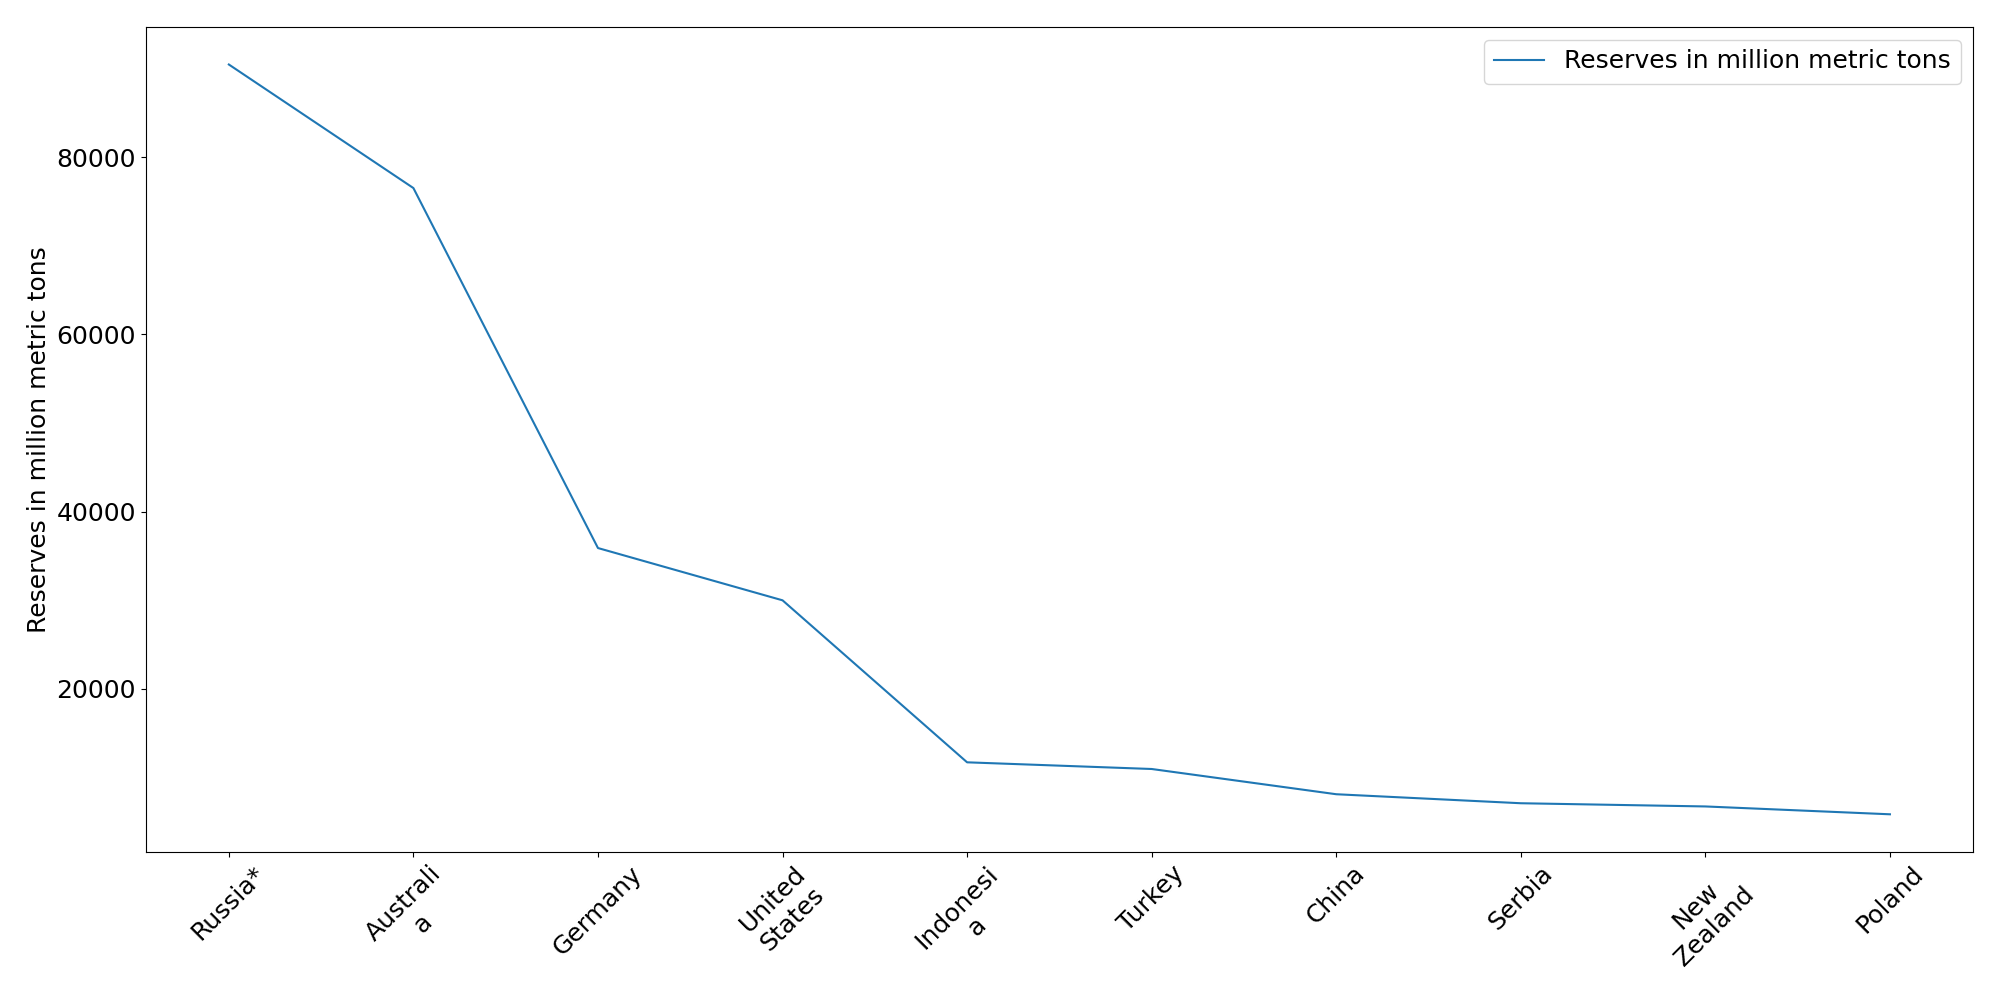 Reserves in million metric tons
80000
60000
40000
20000
Reserves in million metric tons
Russia*
Australi
a
Germany
United
States
Indonesi
a
Turkey
China
Serbia
New
Zealand
Poland